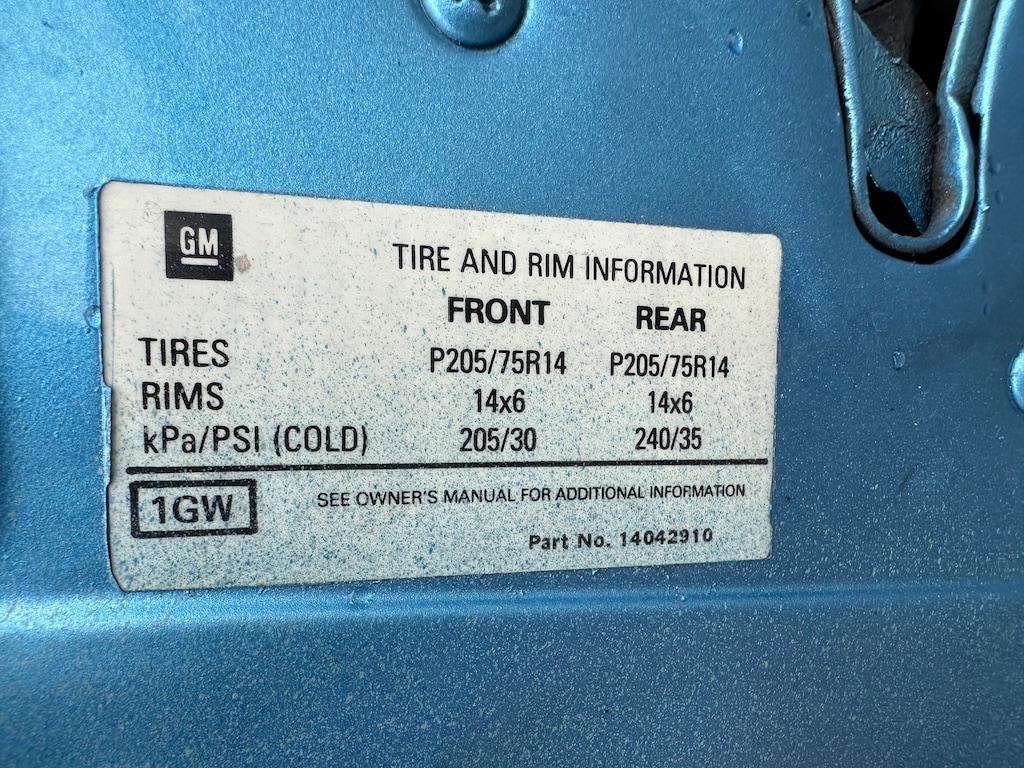 GM
TIRE AND RIM INFORMATION
FRONT REAR
TIRES P205/75R14 P205/75R14
RIMS 14x6 14x6
kPa/PSI (COLD) 205/30 240/35
1GW SEE OWNER'S MANUAL FOR ADDITIONAL INFORMATION
Part No. 14042910